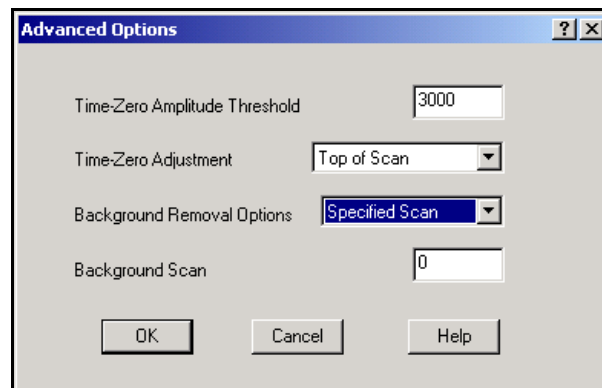 Advanced Options
Time-Zero Amplitude Threshold 3000
Time-Zero Adjustment Top of Scan
Background Removal Options Specified Scan
Background Scan 0
OK Cancel Help